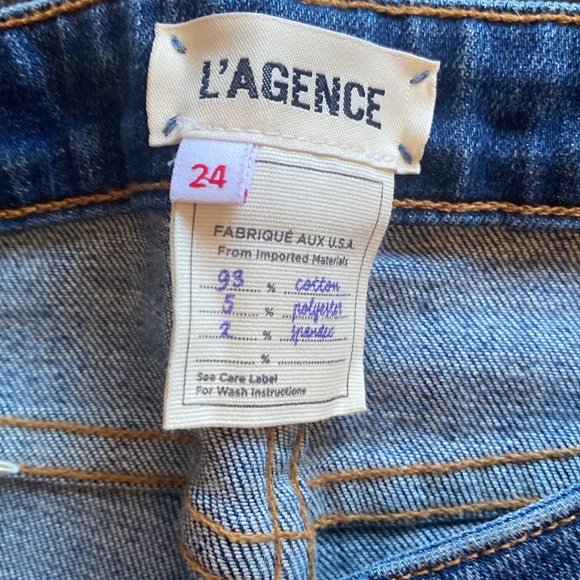 L'AGENCE
24
FABRIQUÉ AUX U.S.A.
From Imported Materials
93 % cotton
5 % polyester
2 % spandex
%
See Care Label
For Wash Instructions